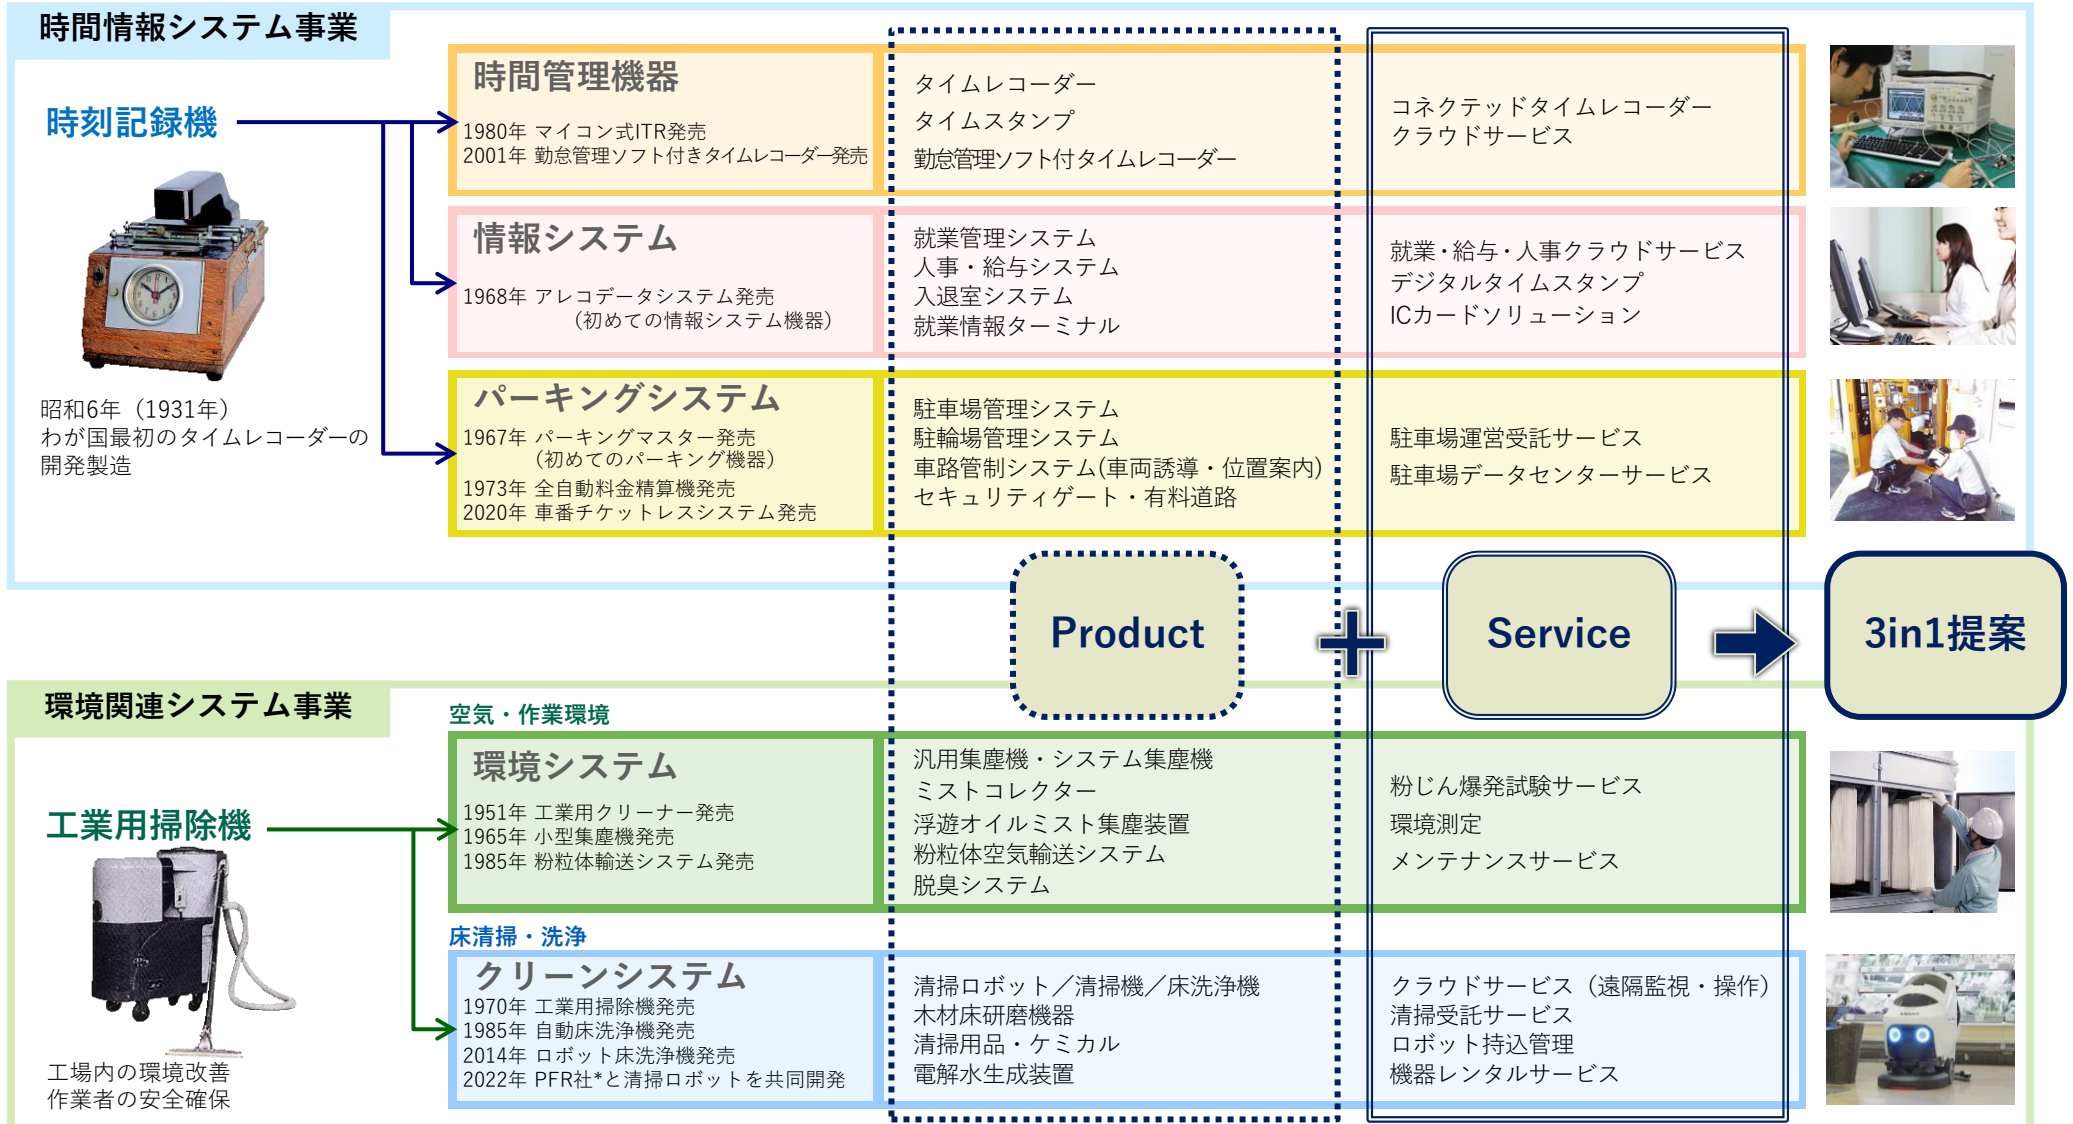 時間情報システム事業
時刻記録機
昭和6年（1931年）
わが国最初のタイムレコーダーの
開発製造
時間管理機器
1980年 マイコン式ITR発売
2001年 勤怠管理ソフト付きタイムレコーダー発売
タイムレコーダー
タイムスタンプ
勤怠管理ソフト付タイムレコーダー
コネクテッドタイムレコーダー
クラウドサービス
情報システム
1968年 アレコデータシステム発売
（初めての情報システム機器）
就業管理システム
人事・給与システム
入退室システム
就業情報ターミナル
就業・給与・人事クラウドサービス
デジタルタイムスタンプ
ICカードソリューション
パーキングシステム
1967年 パーキングマスター発売
（初めてのパーキング機器）
1973年 全自動料金精算機発売
2020年 車番チケットレスシステム発売
駐車場管理システム
駐輪場管理システム
車路管制システム(車両誘導・位置案内)
セキュリティゲート・有料道路
駐車場運営受託サービス
駐車場データセンターサービス
Product
Service
3in1提案
環境関連システム事業
工業用掃除機
工場内の環境改善
作業者の安全確保
空気・作業環境
環境システム
1951年 工業用クリーナー発売
1965年 小型集塵機発売
1985年 粉粒体輸送システム発売
汎用集塵機・システム集塵機
ミストコレクター
浮遊オイルミスト集塵装置
粉粒体空気輸送システム
脱臭システム
粉じん爆発試験サービス
環境測定
メンテナンスサービス
床清掃・洗浄
クリーンシステム
1970年 工業用掃除機発売
1985年 自動床洗浄機発売
2014年 ロボット床洗浄機発売
2022年 PFR社*と清掃ロボットを共同開発
清掃ロボット／清掃機／床洗浄機
木材床研磨機器
清掃用品・ケミカル
電解水生成装置
クラウドサービス（遠隔監視・操作）
清掃受託サービス
ロボット持込管理
機器レンタルサービス